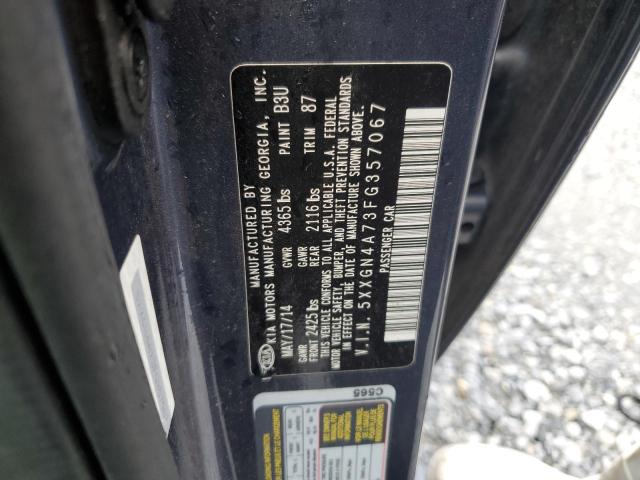 MANUFACTURED BY
KIA KIA MOTORS MANUFACTURING GEORGIA, INC.
MAY/17/14 GVWR 4365 lbs PAINT B3U
GAWR FRONT 2425 lbs GAWR REAR 2116 lbs TRIM 87
THIS VEHICLE CONFORMS TO ALL APPLICABLE U.S.A. FEDERAL
MOTOR VEHICLE SAFETY, BUMPER, AND THEFT PREVENTION STANDARDS
IN EFFECT ON THE DATE OF MANUFACTURE SHOWN ABOVE.
V.I.N. 5XXGN4A73FG357067
PASSENGER CAR
C565